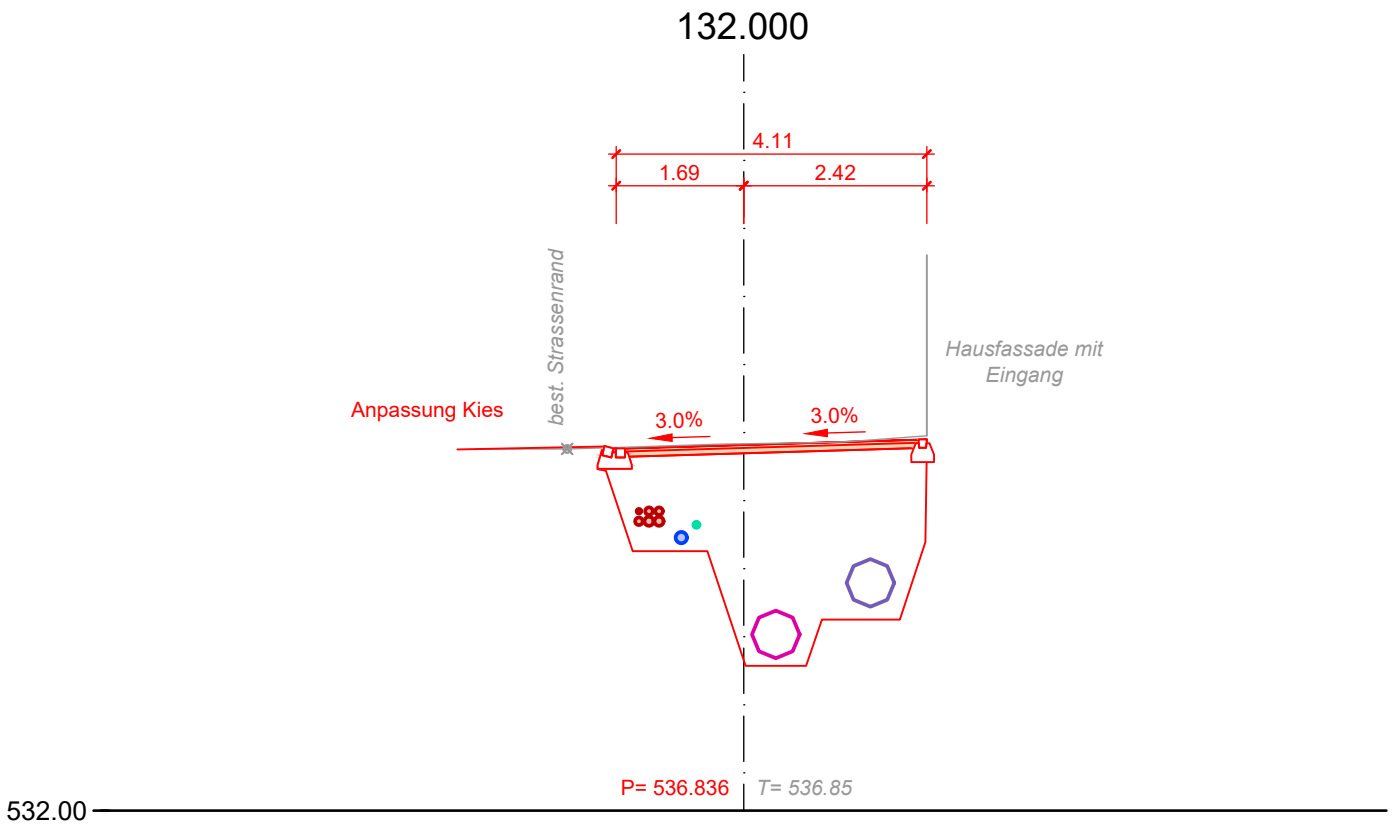 132.000
4.11
1.69
2.42
best. Strassenrand
Hausfassade mit
Eingang
Anpassung Kies
3.0%
3.0%
P= 536.836
T= 536.85
532.00